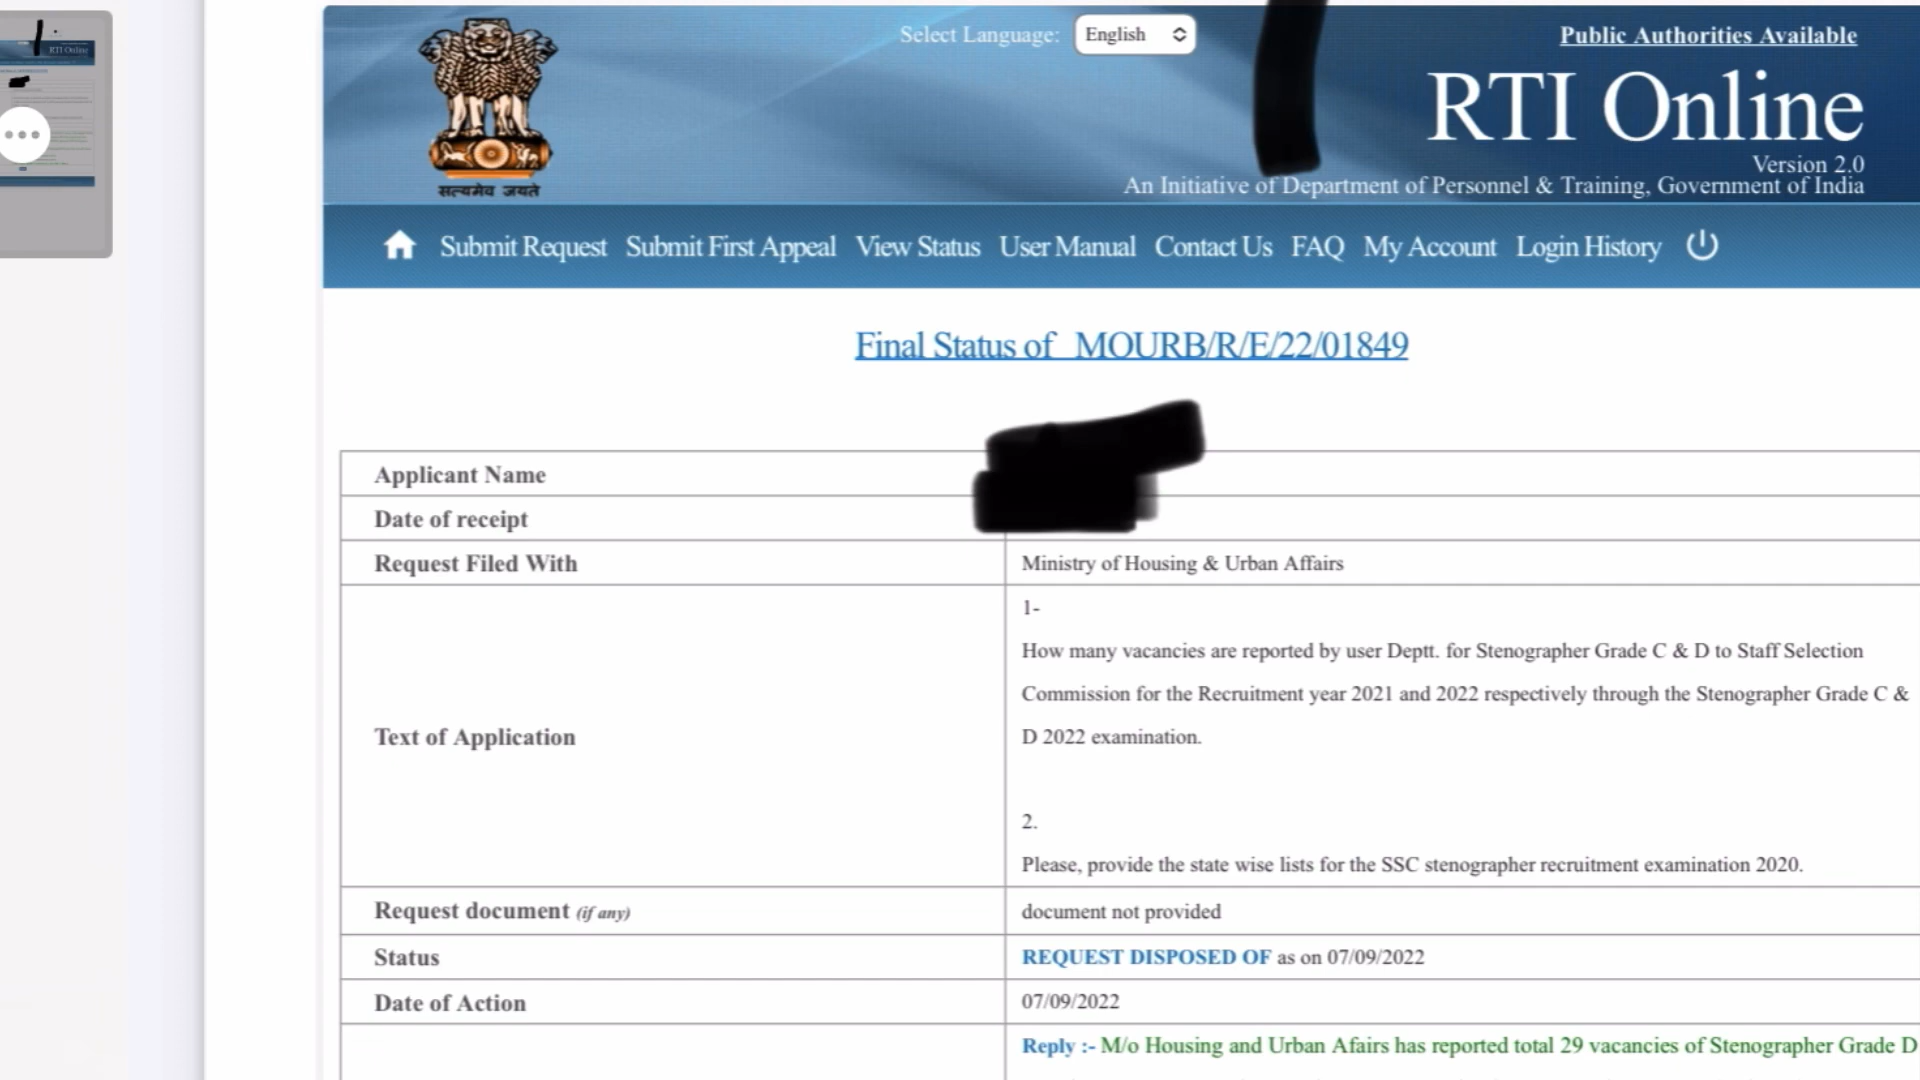 Select Language: English
Public Authorities Available
RTI Online
Version 2.0
An Initiative of Department of Personnel & Training, Government of India
सत्यमेव जयते
Submit Request Submit First Appeal View Status User Manual Contact Us FAQ My Account Login History
Final Status of MOURB/R/E/22/01849
Applicant Name
Date of receipt
Request Filed With Ministry of Housing & Urban Affairs
1-
How many vacancies are reported by user Deptt. for Stenographer Grade C & D to Staff Selection
Commission for the Recruitment year 2021 and 2022 respectively through the Stenographer Grade C &
Text of Application D 2022 examination.
2.
Please, provide the state wise lists for the SSC stenographer recruitment examination 2020.
Request document (if any) document not provided
Status REQUEST DISPOSED OF as on 07/09/2022
Date of Action 07/09/2022
Reply :- M/o Housing and Urban Afairs has reported total 29 vacancies of Stenographer Grade D